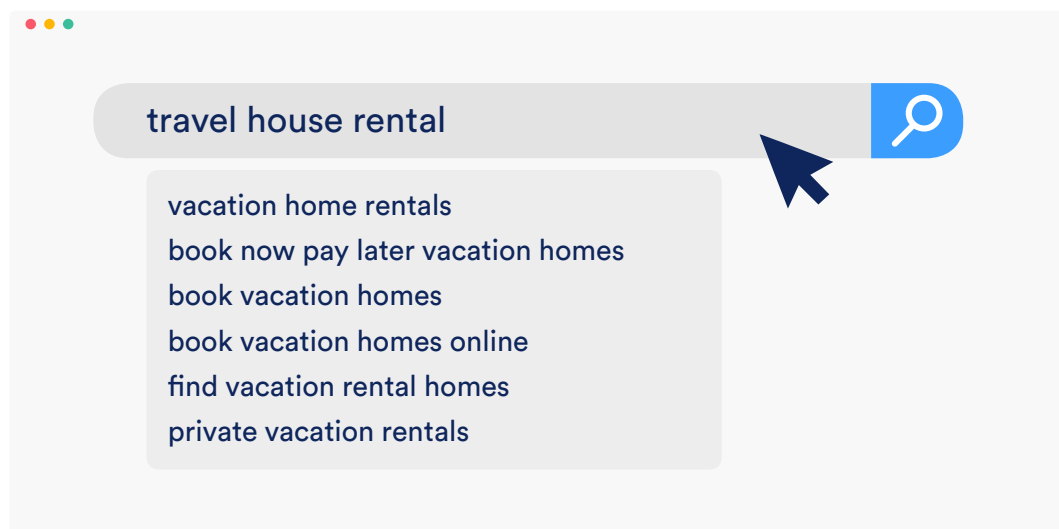 travel house rental
vacation home rentals
book now pay later vacation homes
book vacation homes
book vacation homes online
find vacation rental homes
private vacation rentals